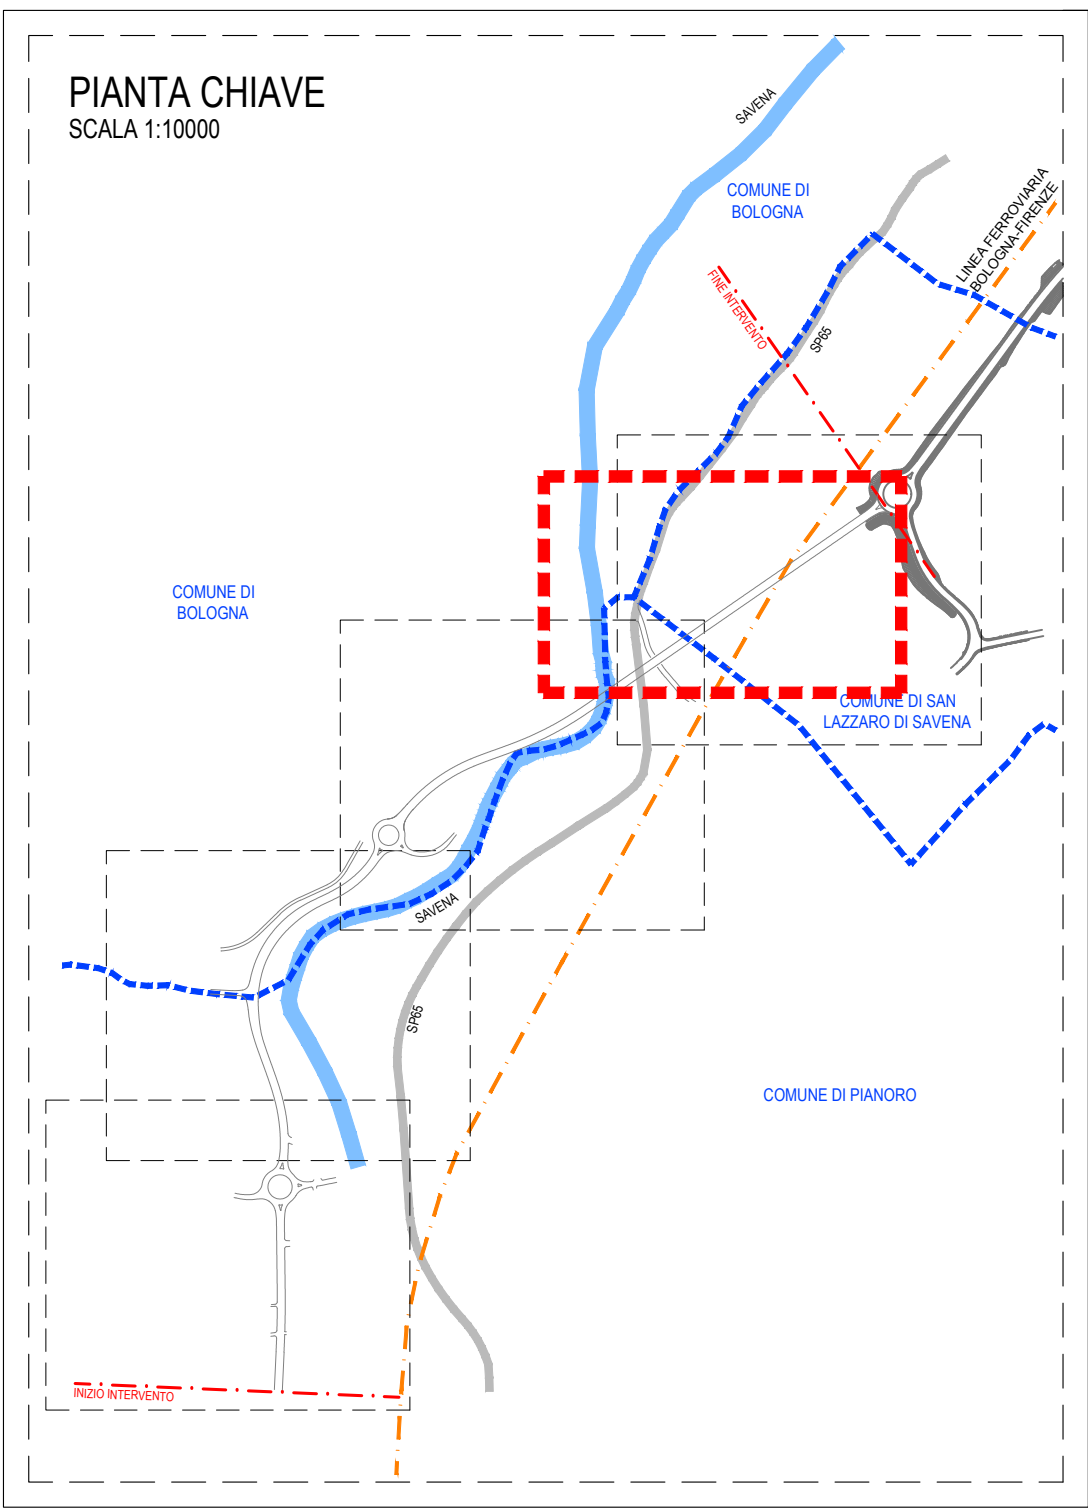 PIANTA CHIAVE
SCALA 1:10000
SAVENA
COMUNE DI
BOLOGNA
LINEA FERROVIARIA
BOLOGNA-FIRENZE
FINE INTERVENTO
SP65
COMUNE DI
BOLOGNA
COMUNE DI SAN
LAZZARO DI SAVENA
SAVENA
SP65
COMUNE DI PIANORO
INIZIO INTERVENTO